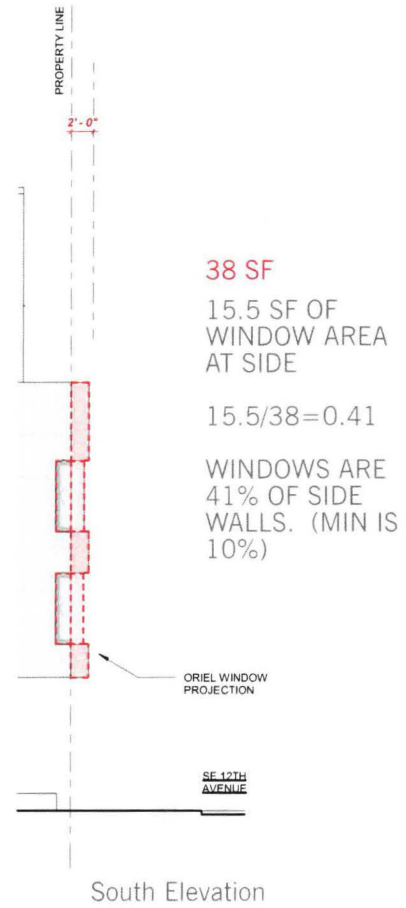 PROPERTY LINE
2'-0"
38 SF
15.5 SF OF
WINDOW AREA
AT SIDE
15.5/38=0.41
WINDOWS ARE
41% OF SIDE
WALLS. (MIN IS
10%)
ORIEL WINDOW
PROJECTION
SE 12TH
AVENUE
South Elevation